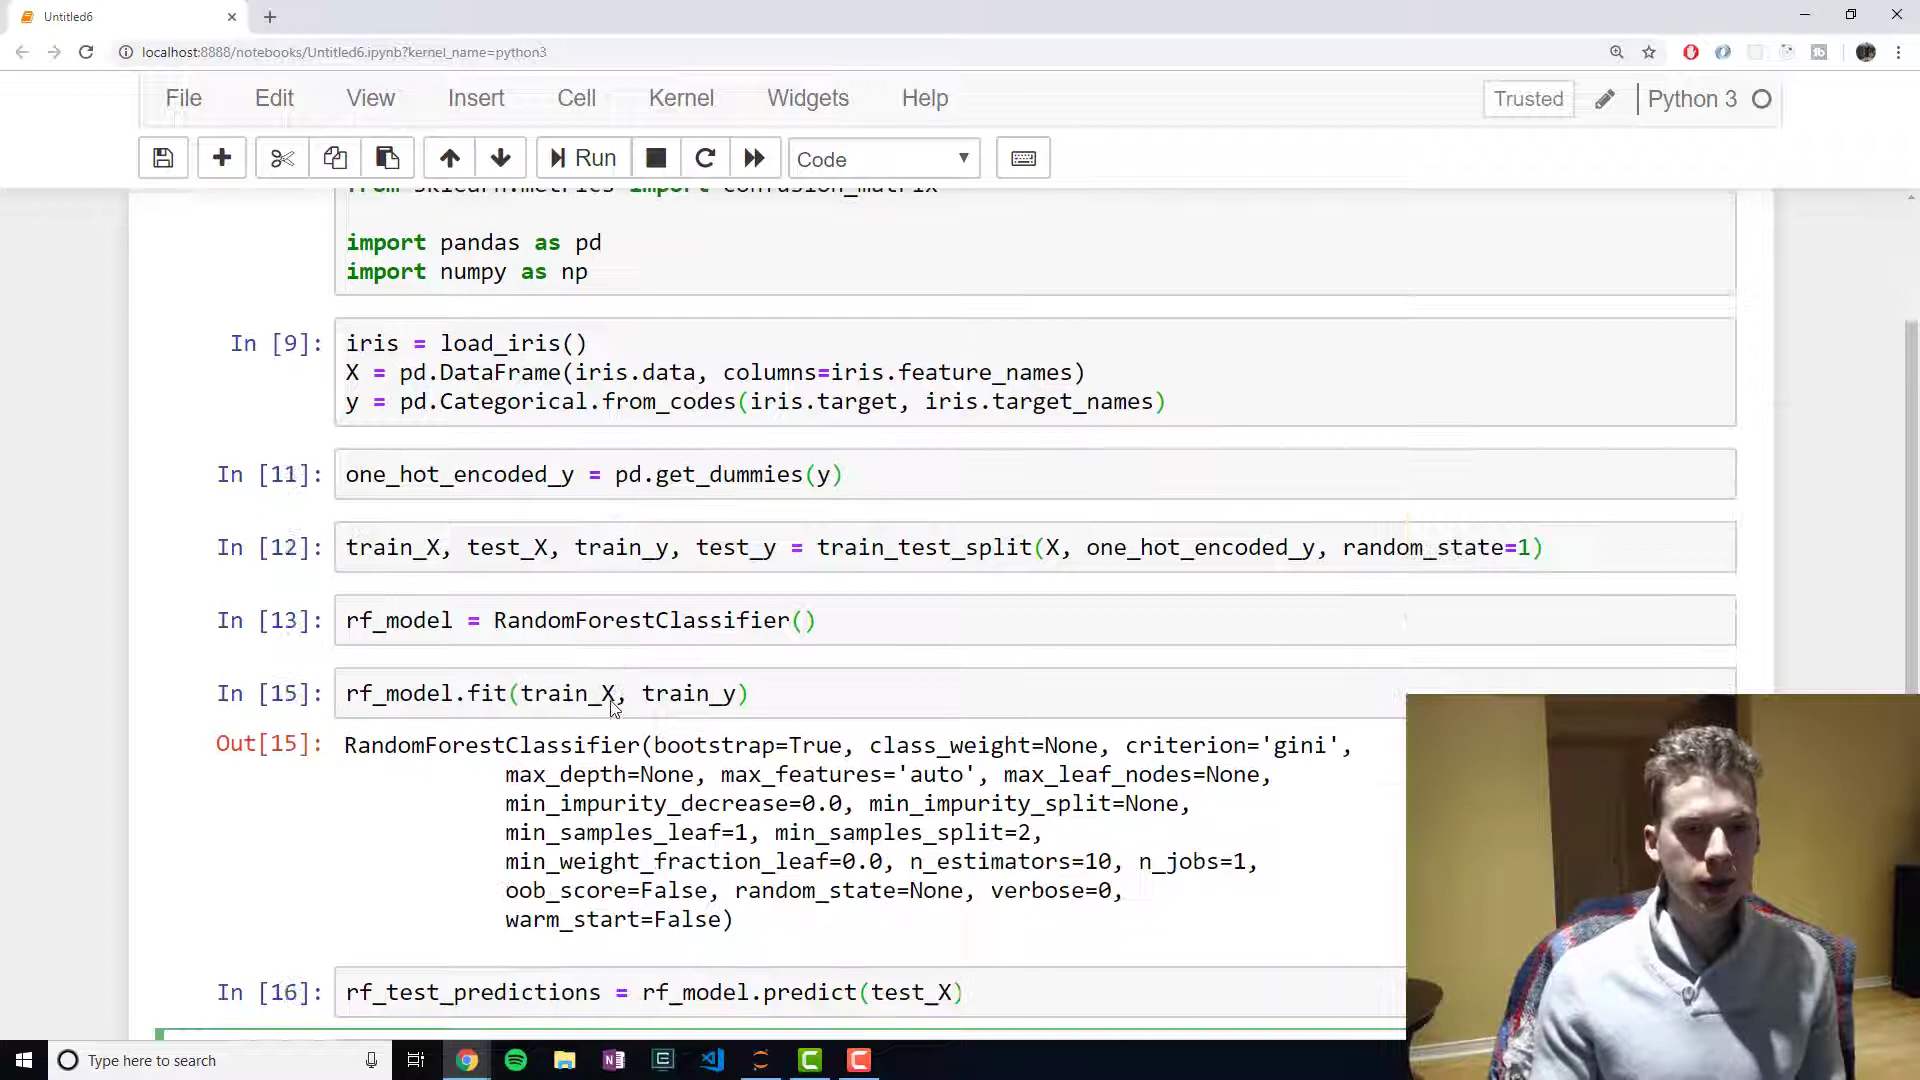 Untitled6
localhost:8888/notebooks/Untitled6.ipynb?kernel_name=python3
File Edit View Insert Cell Kernel Widgets Help Trusted Python 3
Run Code
from sklearn.metrics import confusion_matrix
import pandas as pd
import numpy as np
In [9]: iris = load_iris()
X = pd.DataFrame(iris.data, columns=iris.feature_names)
y = pd.Categorical.from_codes(iris.target, iris.target_names)
In [11]: one_hot_encoded_y = pd.get_dummies(y)
In [12]: train_X, test_X, train_y, test_y = train_test_split(X, one_hot_encoded_y, random_state=1)
In [13]: rf_model = RandomForestClassifier()
In [15]: rf_model.fit(train_X, train_y)
Out[15]: RandomForestClassifier(bootstrap=True, class_weight=None, criterion='gini',
max_depth=None, max_features='auto', max_leaf_nodes=None,
min_impurity_decrease=0.0, min_impurity_split=None,
min_samples_leaf=1, min_samples_split=2,
min_weight_fraction_leaf=0.0, n_estimators=10, n_jobs=1,
oob_score=False, random_state=None, verbose=0,
warm_start=False)
In [16]: rf_test_predictions = rf_model.predict(test_X)
Type here to search